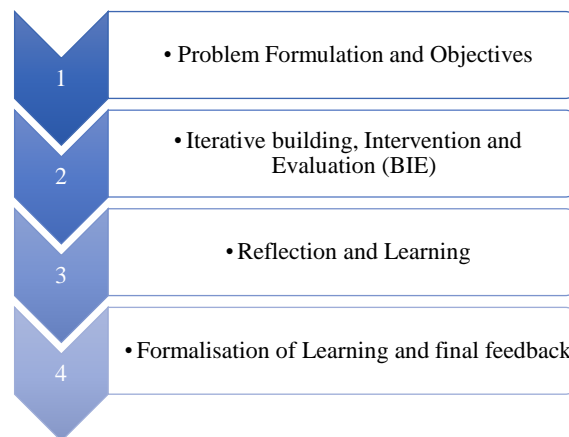 1
• Problem Formulation and Objectives
2
• Iterative building, Intervention and
Evaluation (BIE)
3
• Reflection and Learning
4
• Formalisation of Learning and final feedback